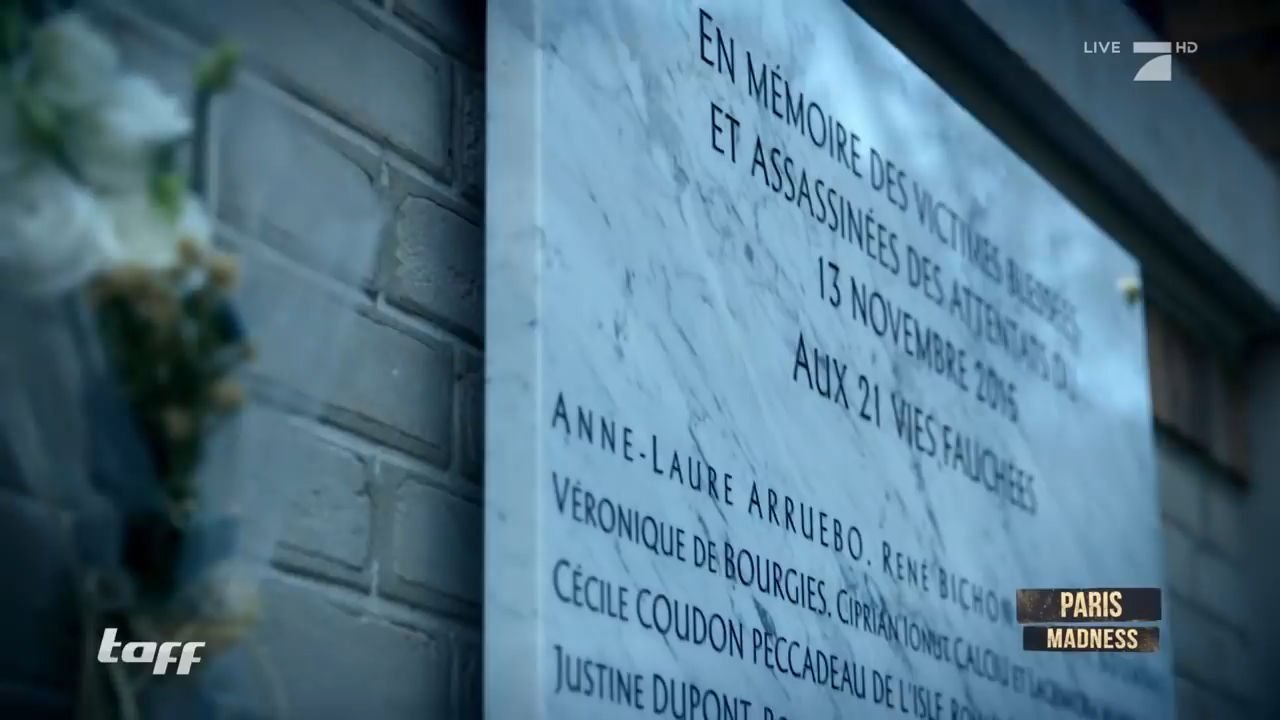 LIVE HD
EN MÉMOIRE DES VICTIMES BLESSÉES
ET ASSASSINÉES DES ATTENTATS DU
13 NOVEMBRE 2015
AUX 21 VIES FAUCHÉES
ANNE-LAURE ARRUEBO, RENÉ BICHON
VÉRONIQUE DE BOURGIES, CIPRIAN IONUT CALCIU ET
CÉCILE COUDON PECCADEAU DE L'ISLE
JUSTINE DUPONT,
PARIS
MADNESS
taff